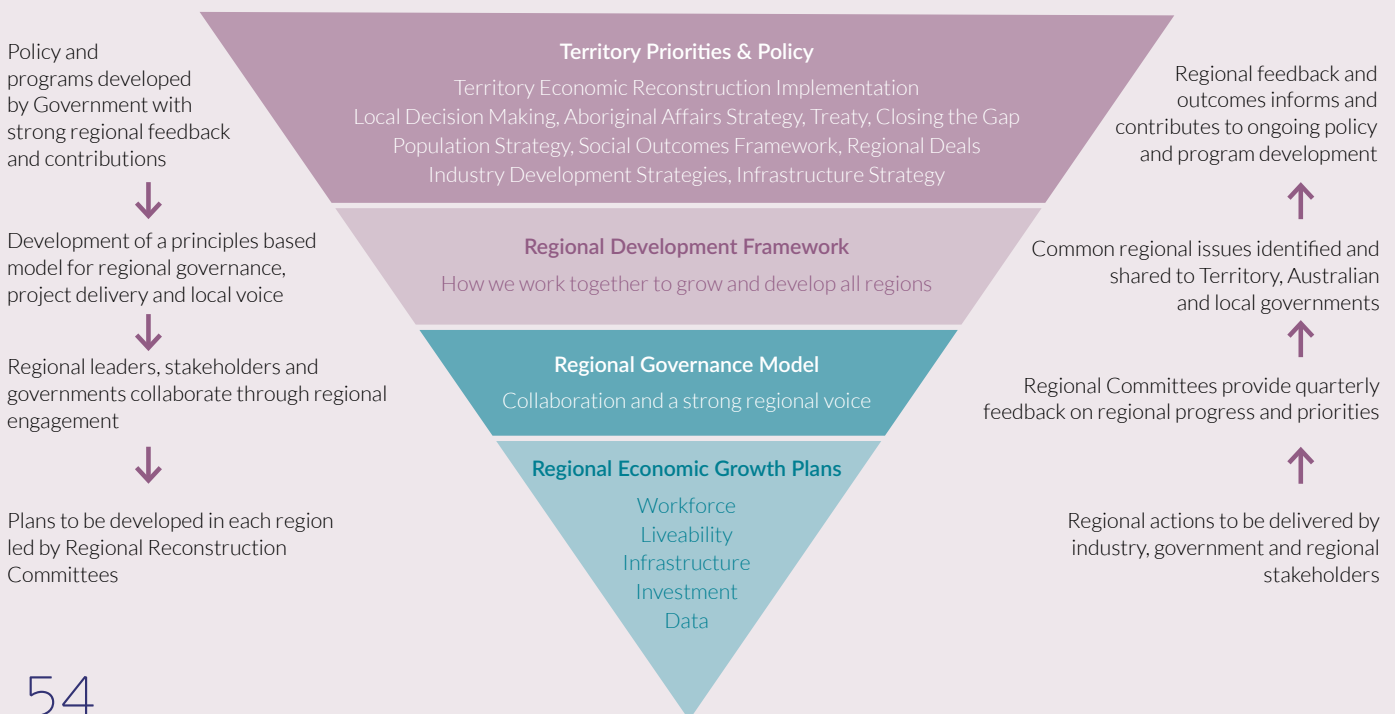 Policy and
programs developed
by Government with
strong regional feedback
and contributions
Development of a principles based
model for regional governance,
project delivery and local voice
Regional leaders, stakeholders and
governments collaborate through regional
engagement
Plans to be developed in each region
led by Regional Reconstruction
Committees
Territory Priorities & Policy
Territory Economic Reconstruction Implementation
Local Decision Making, Aboriginal Affairs Strategy, Treaty, Closing the Gap
Population Strategy, Social Outcomes Framework, Regional Deals
Industry Development Strategies, Infrastructure Strategy
Regional Development Framework
How we work together to grow and develop all regions
Regional Governance Model
Collaboration and a strong regional voice
Regional Economic Growth Plans
Workforce
Liveability
Infrastructure
Investment
Data
Regional feedback and
outcomes informs and
contributes to ongoing policy
and program development
Common regional issues identified and
shared to Territory, Australian
and local governments
Regional Committees provide quarterly
feedback on regional progress and priorities
Regional actions to be delivered by
industry, government and regional
stakeholders
54